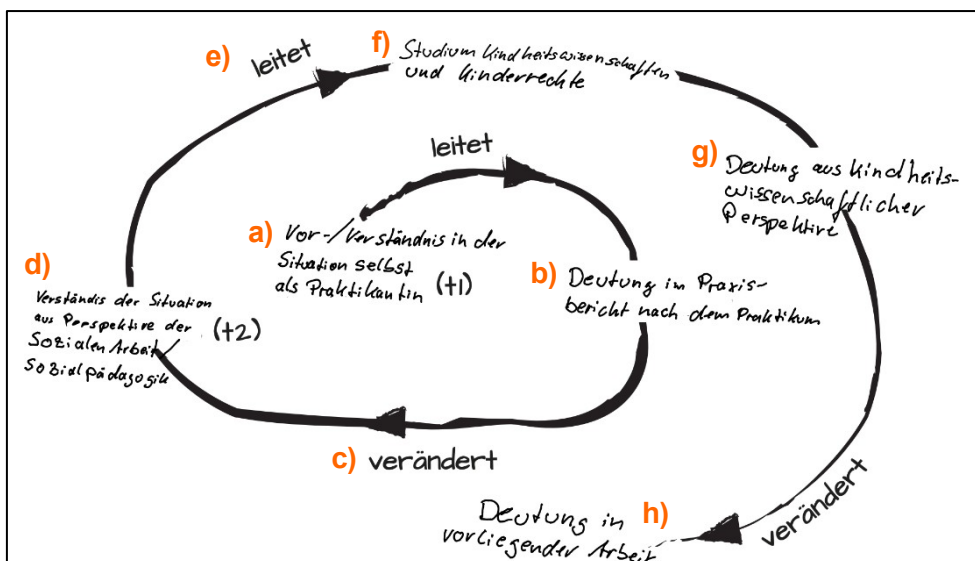 e) leitet
f) Studium Kindheitswissenschaften
und Kinderrechte
leitet
g) Deutung aus Kindheits-
wissenschaftlicher
Perspektive
a) Vor-/Verständnis in der
Situation selbst
als Praktikantin (t1)
b) Deutung im Praxis-
bericht nach dem Praktikum
d)
Verständis der Situation
aus Perspektive der (t2)
Sozialen Arbeit/
Sozialpädagogik
c) verändert
verändert
h) Deutung in
vorliegender Arbeit